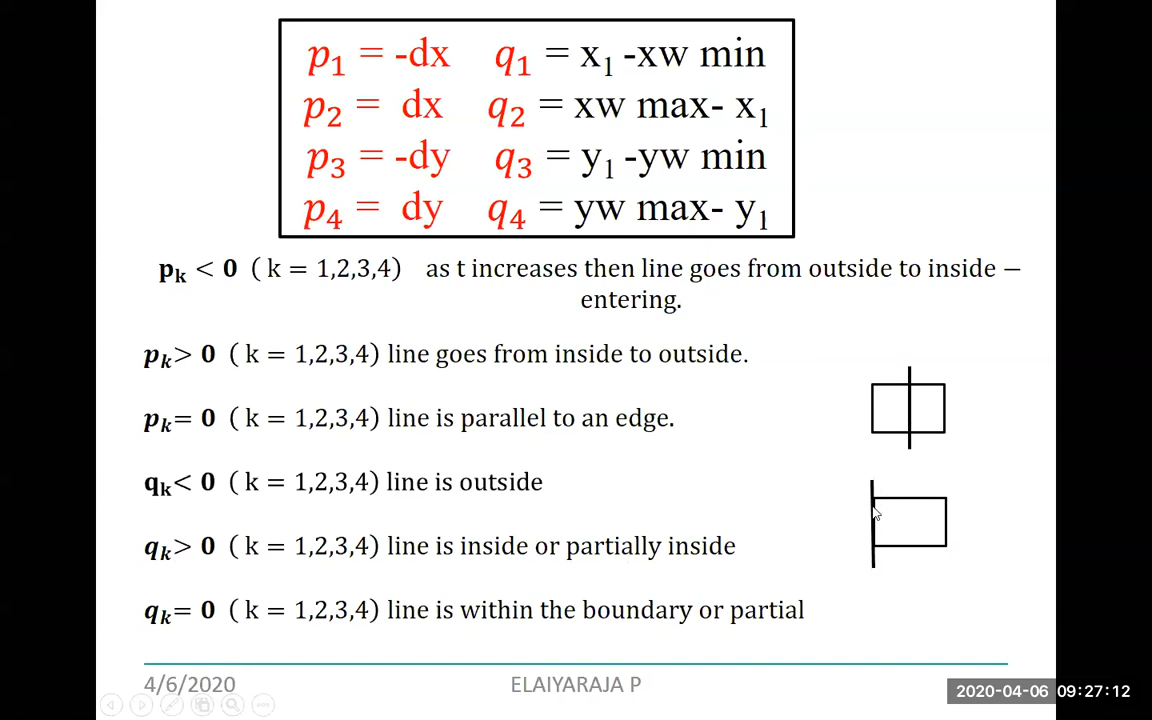 p₁ = -dx q₁ = x₁ -xw min
p₂ = dx q₂ = xw max- x₁
p₃ = -dy q₃ = y₁ -yw min
p₄ = dy q₄ = yw max- y₁
pₖ < 0 ( k = 1,2,3,4) as t increases then line goes from outside to inside –
entering.
pₖ> 0 ( k = 1,2,3,4) line goes from inside to outside.
pₖ= 0 ( k = 1,2,3,4) line is parallel to an edge.
qₖ< 0 ( k = 1,2,3,4) line is outside
qₖ> 0 ( k = 1,2,3,4) line is inside or partially inside
qₖ= 0 ( k = 1,2,3,4) line is within the boundary or partial
4/6/2020 ELAIYARAJA P
2020-04-06 09:27:12